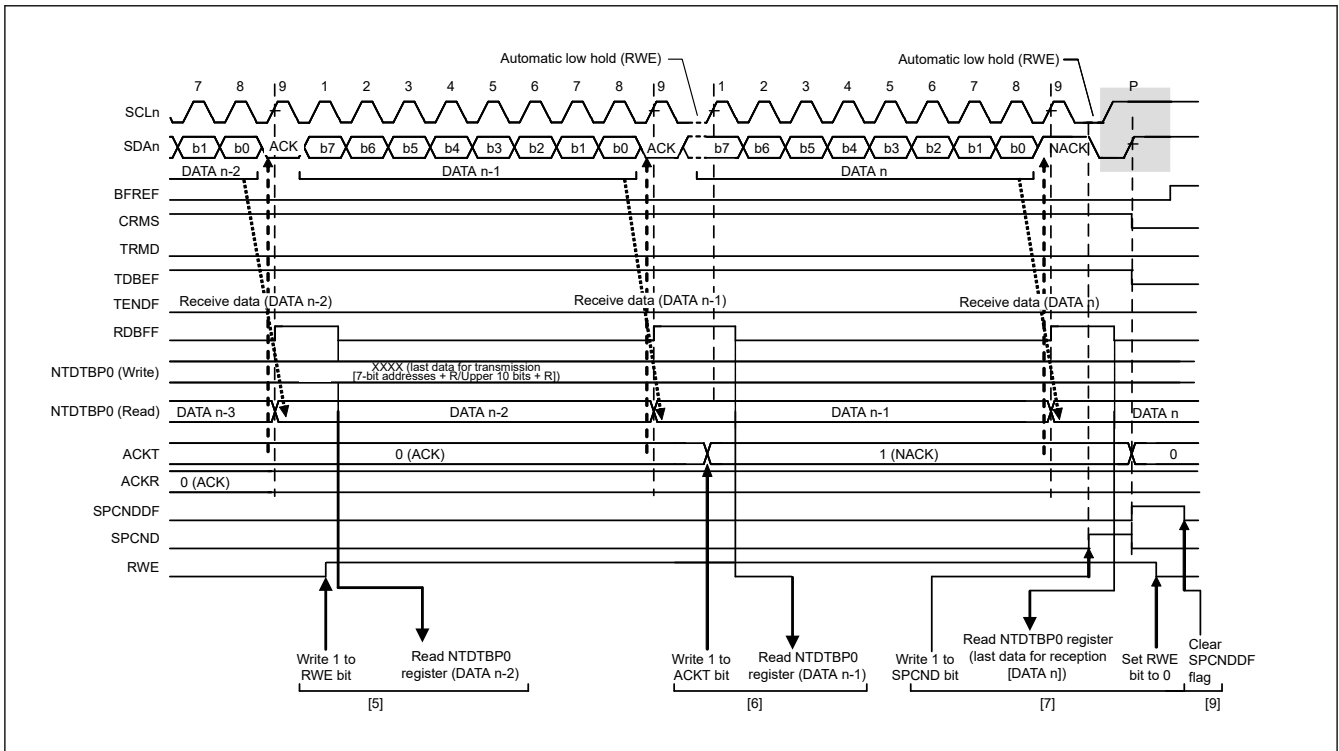 Automatic low hold (RWE) Automatic low hold (RWE)
7 8 9 1 2 3 4 5 6 7 8 9 1 2 3 4 5 6 7 8 9 P
SCLn
SDAn b1 b0 ACK b7 b6 b5 b4 b3 b2 b1 b0 ACK b7 b6 b5 b4 b3 b2 b1 b0 NACK
DATA n-2 DATA n-1 DATA n
BFREF
CRMS
TRMD
TDBEF
TENDF Receive data (DATA n-2) Receive data (DATA n-1) Receive data (DATA n)
RDBFF
XXXX (last data for transmission
NTDTBP0 (Write) [7-bit addresses + R/Upper 10 bits + R])
NTDTBP0 (Read) DATA n-3 DATA n-2 DATA n-1 DATA n
ACKT 0 (ACK) 1 (NACK) 0
ACKR 0 (ACK)
SPCNDDF
SPCND
RWE
Write 1 to
RWE bit
Read NTDTBP0
register (DATA n-2)
Write 1 to
ACKT bit
Read NTDTBP0
register (DATA n-1)
Write 1 to
SPCND bit
Read NTDTBP0 register
(last data for reception
[DATA n])
Set RWE
bit to 0
Clear
SPCNDDF
flag
[5] [6] [7] [9]